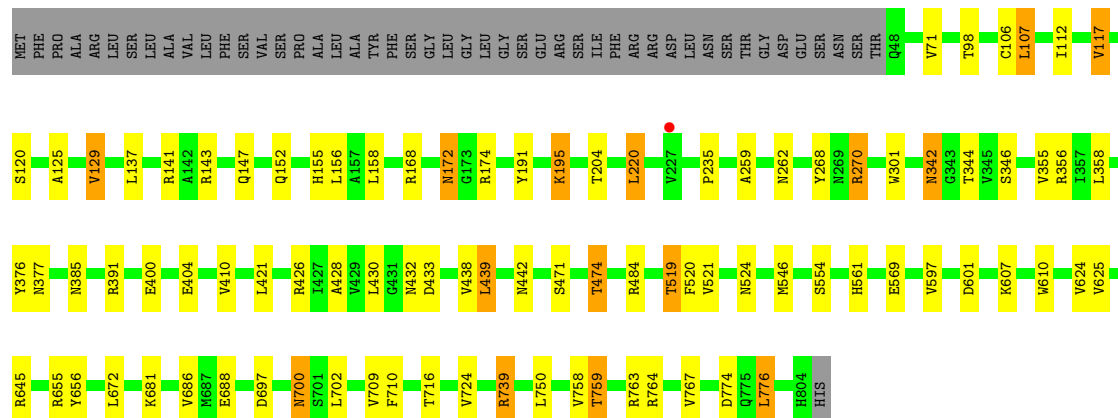 MET PHE PRO ALA ALA ARG LEU SER LEU ALA VAL LEU PHE SER VAL SER PRO ALA LEU ALA TYR PHE SER GLY LEU GLY LEU GLY SER GLU ARG SER ILE PHE ARG ARG ASP LEU ASN SER THR GLY ASP GLU SER ASN SER THR Q48 V71 T98 C106 L107 I112 V117
S120 A125 V129 L137 R141 A142 R143 Q147 Q152 H155 L156 A157 L158 R168 N172 G173 R174 Y191 K195 T204 L220 V227 P235 A259 N262 Y268 N269 R270 W301 N342 G343 T344 V345 S346 V355 R356 I357 L358
Y376 N377 N385 R391 E400 E404 V410 L421 R426 I427 A428 V429 L430 G431 N432 D433 V438 L439 N442 S471 T474 R484 T519 F520 V521 N524 M546 S554 H561 E569 V597 D601 K607 W610 V624 V625
R645 R655 Y656 L672 K681 V686 M687 E688 D697 N700 S701 L702 V709 F710 T716 V724 R739 L750 V758 T759 R763 R764 V767 D774 Q775 L776 H804 HIS